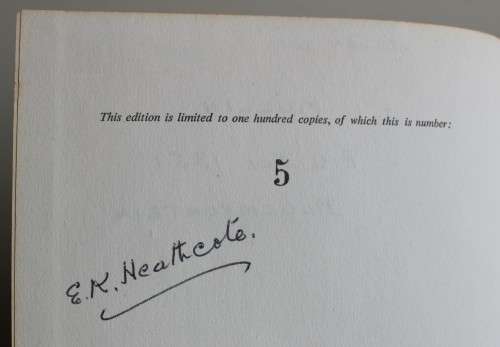 This edition is limited to one hundred copies, of which this is number:
5
E.K. Heathcote.